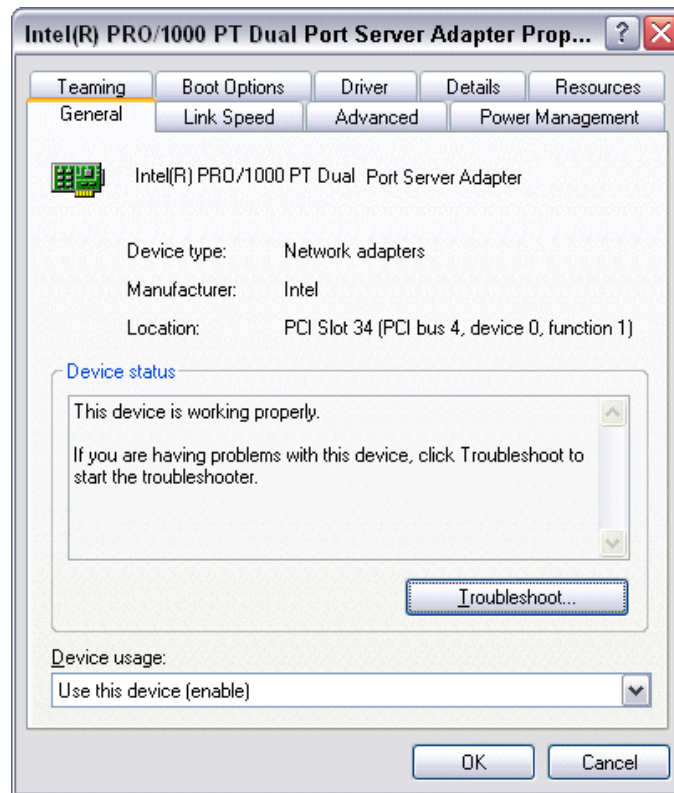 Intel(R) PRO/1000 PT Dual Port Server Adapter Prop... ?
Teaming Boot Options Driver Details Resources
General Link Speed Advanced Power Management
Intel(R) PRO/1000 PT Dual Port Server Adapter
Device type: Network adapters
Manufacturer: Intel
Location: PCI Slot 34 (PCI bus 4, device 0, function 1)
Device status
This device is working properly.
If you are having problems with this device, click Troubleshoot to
start the troubleshooter.
Troubleshoot...
Device usage:
Use this device (enable)
OK Cancel